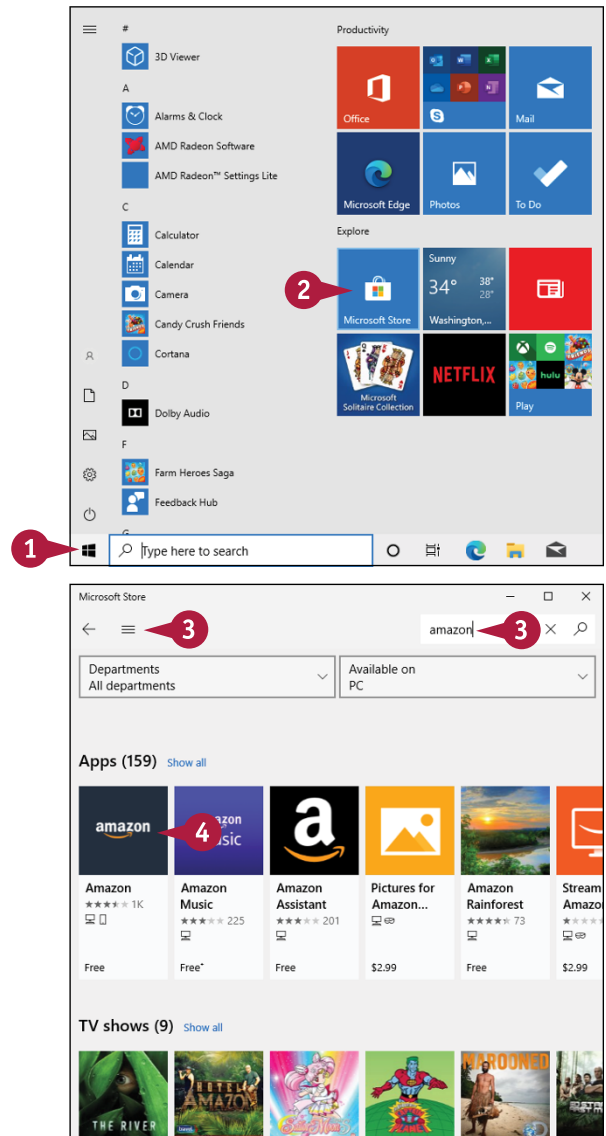 #
3D Viewer
A
Alarms & Clock
AMD Radeon Software
AMD Radeon™ Settings Lite
C
Calculator
Calendar
Camera
Candy Crush Friends
Cortana
D
Dolby Audio
F
Farm Heroes Saga
Feedback Hub
G
Productivity
Office
Mail
Microsoft Edge
Photos
To Do
Explore
2
Microsoft Store
Sunny
34°
38°
28°
Washington,...
Microsoft
Solitaire Collection
NETFLIX
hulu
Play
1
Type here to search
Microsoft Store
3
amazon
3
Departments
All departments
Available on
PC
Apps (159) Show all
amazon
4
a
Amazon
1K
Free
Amazon
Music
225
Free+
Amazon
Assistant
201
Free
Pictures for
Amazon...
$2.99
Amazon
Rainforest
73
Free
Stream
Amazo
$2.99
TV shows (9) Show all
THE RIVER
HOTEL
AMAZON
MAROONED